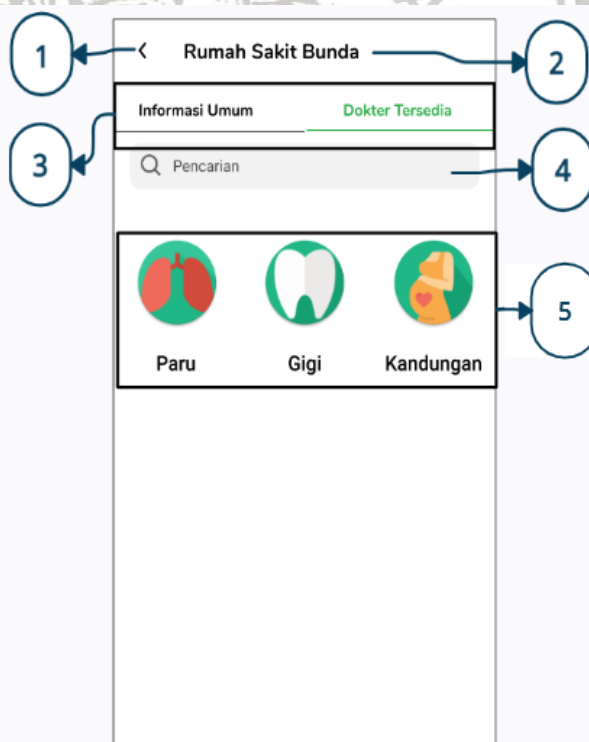 1
< Rumah Sakit Bunda
2
Informasi Umum Dokter Tersedia
3
Pencarian
4
5
Paru Gigi Kandungan